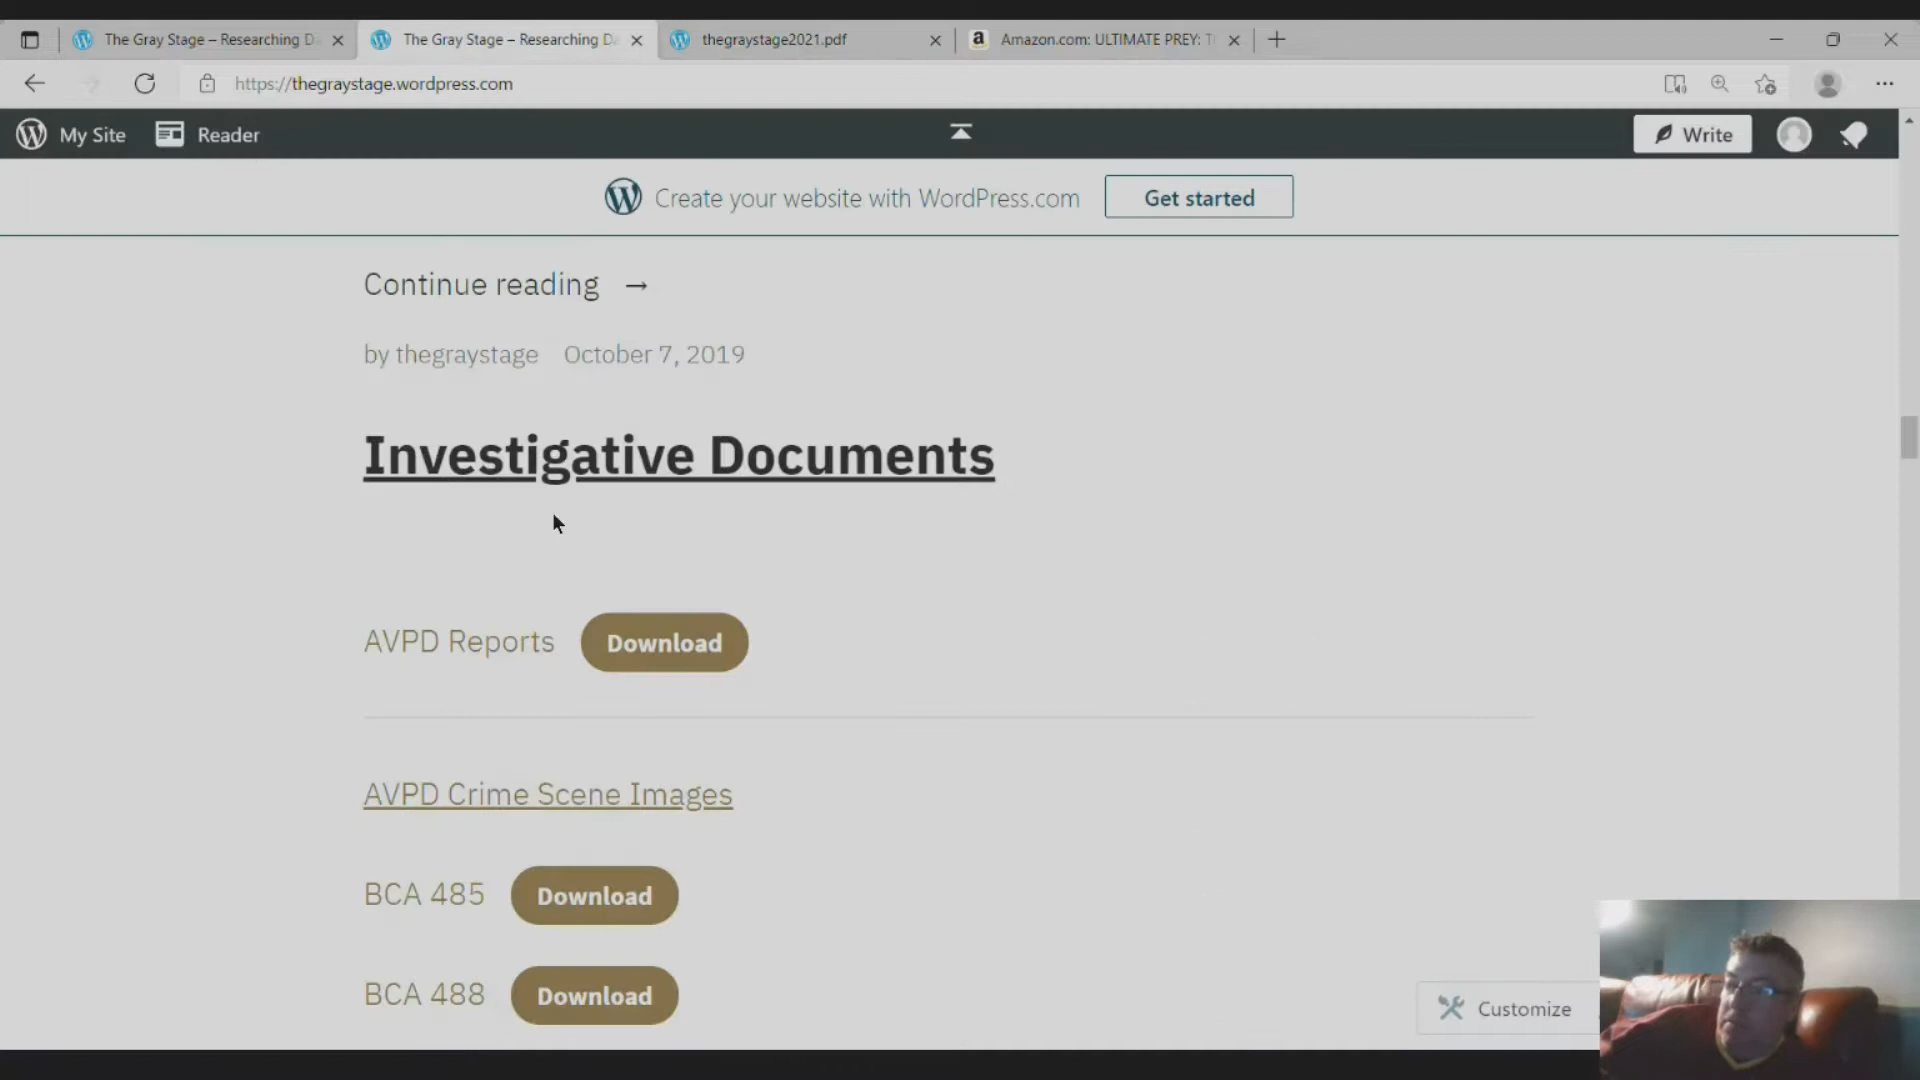 The Gray Stage – Researching D
The Gray Stage – Researching Da
thegraystage2021.pdf
a Amazon.com: ULTIMATE PREY: T
https://thegraystage.wordpress.com
My Site
Reader
Write
Create your website with WordPress.com
Get started
Continue reading →
by thegraystage October 7, 2019
Investigative Documents
AVPD Reports Download
AVPD Crime Scene Images
BCA 485 Download
BCA 488 Download
Customize